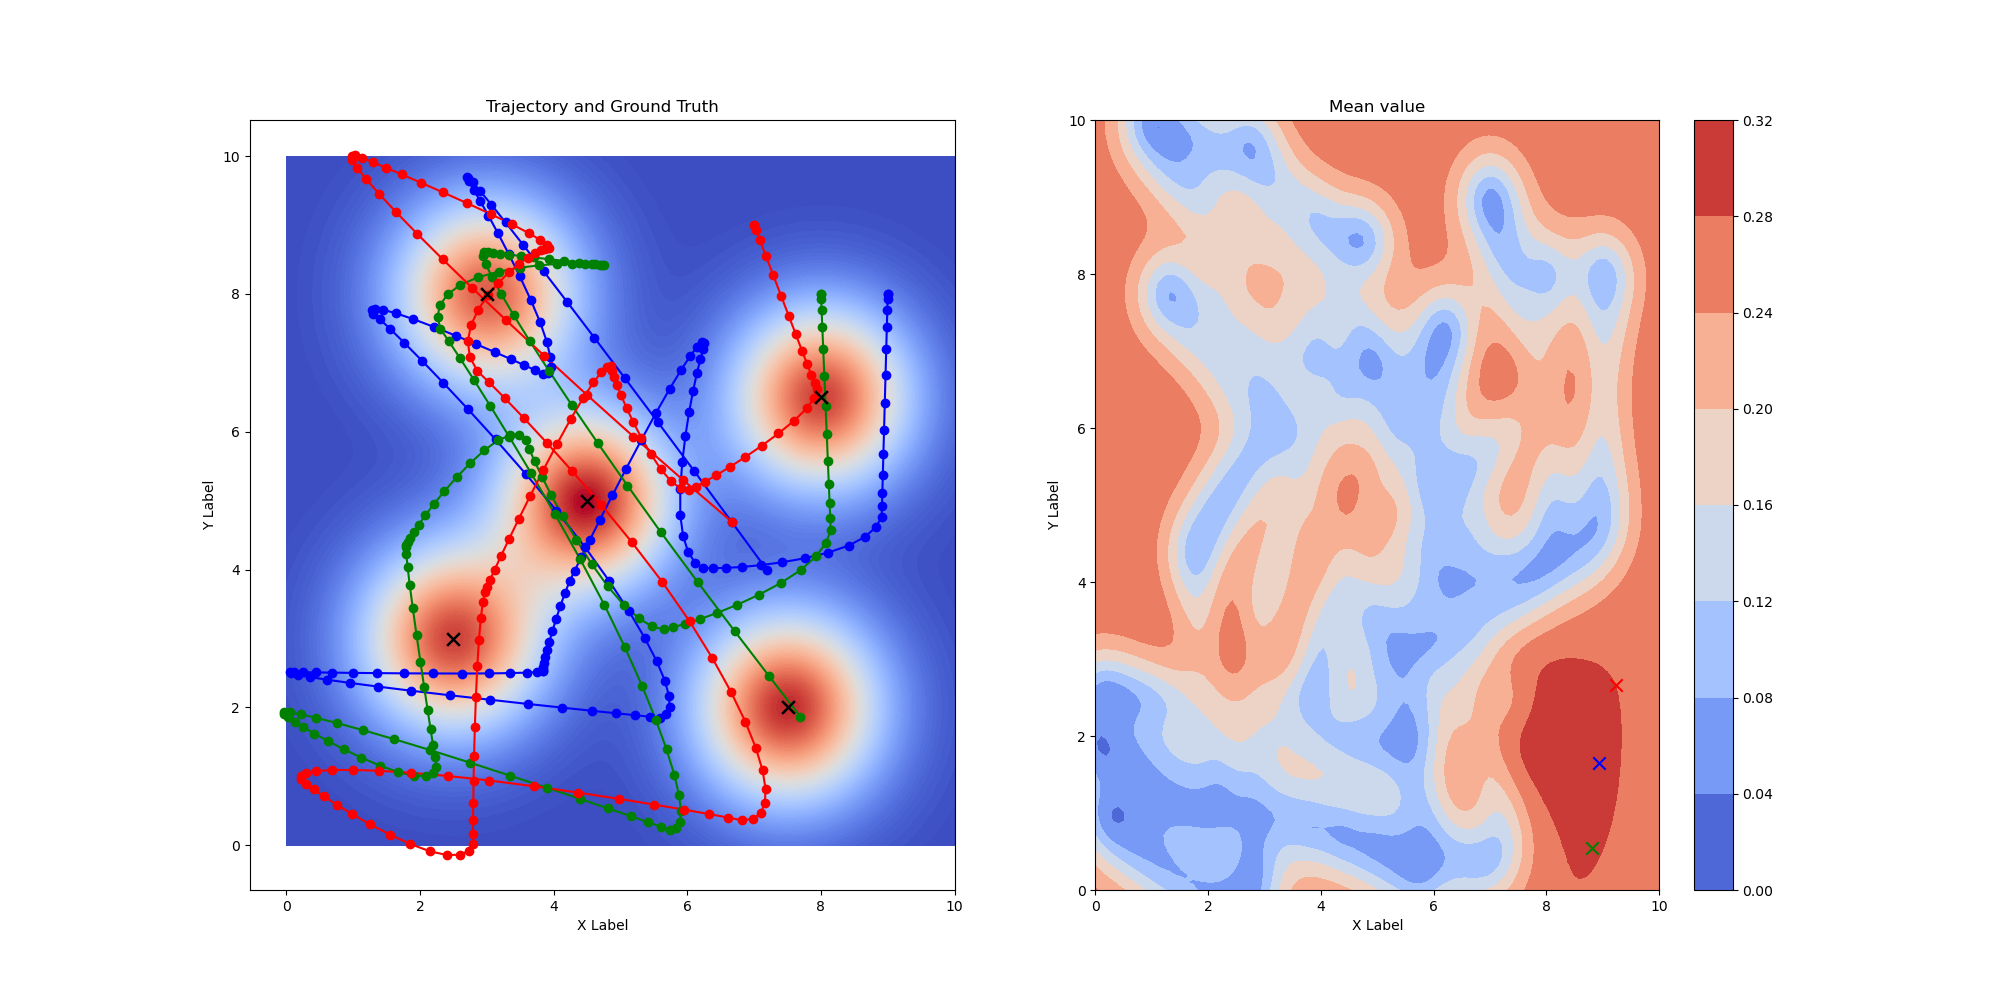 Trajectory and Ground Truth
10
8
6
4
2
0
Y Label
0 2 4 6 8 10
X Label
Mean value
10
8
6
4
2
0
Y Label
0 2 4 6 8 10
X Label
0.32
0.28
0.24
0.20
0.16
0.12
0.08
0.04
0.00